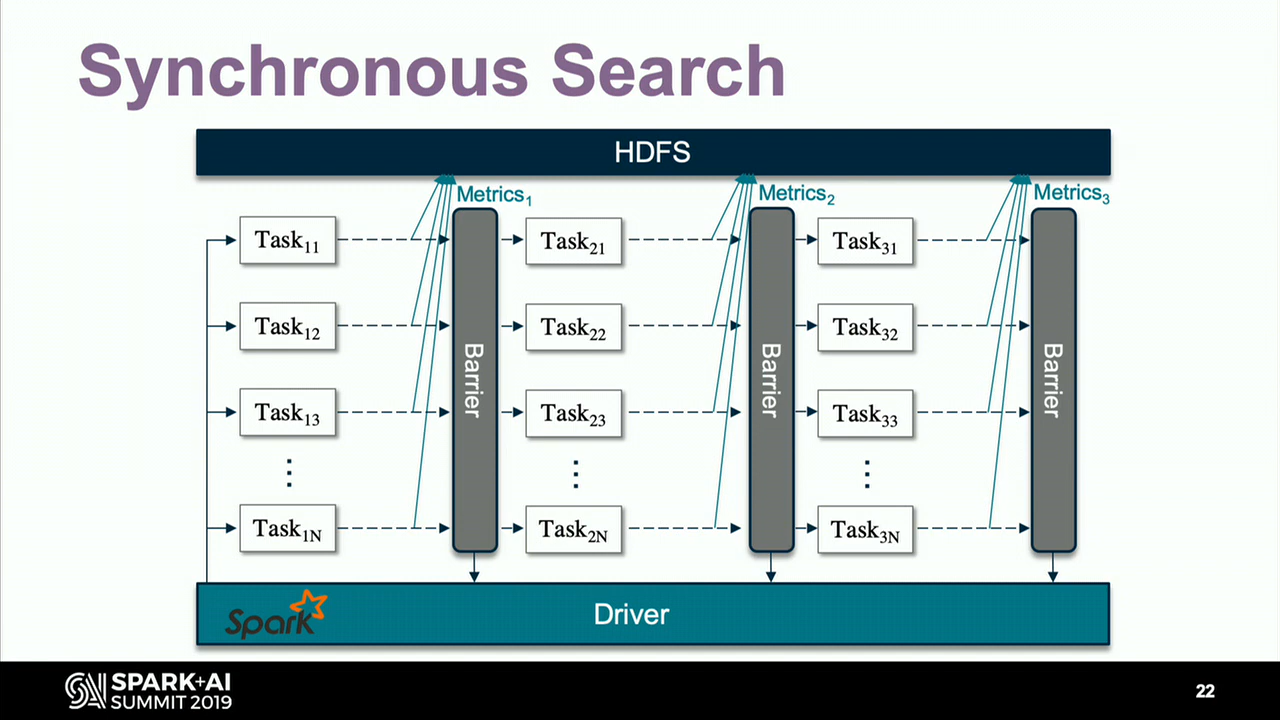 Synchronous Search
HDFS
Metrics1
Metrics2
Metrics3
Task11
Task21
Task31
Task12
Task22
Task32
Barrier
Barrier
Barrier
Task13
Task23
Task33
Task1N
Task2N
Task3N
Spark
Driver
SPARK+AI
SUMMIT 2019
22